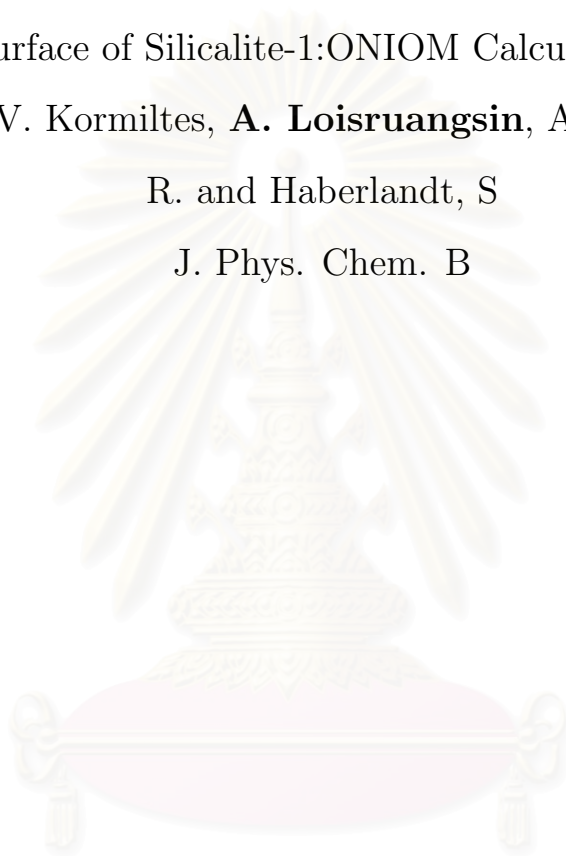 urface of Silicalite-1:ONIOM Calcu
V. Kormiltes, A. Loisruangsin, A
R. and Haberlandt, S
J. Phys. Chem. B